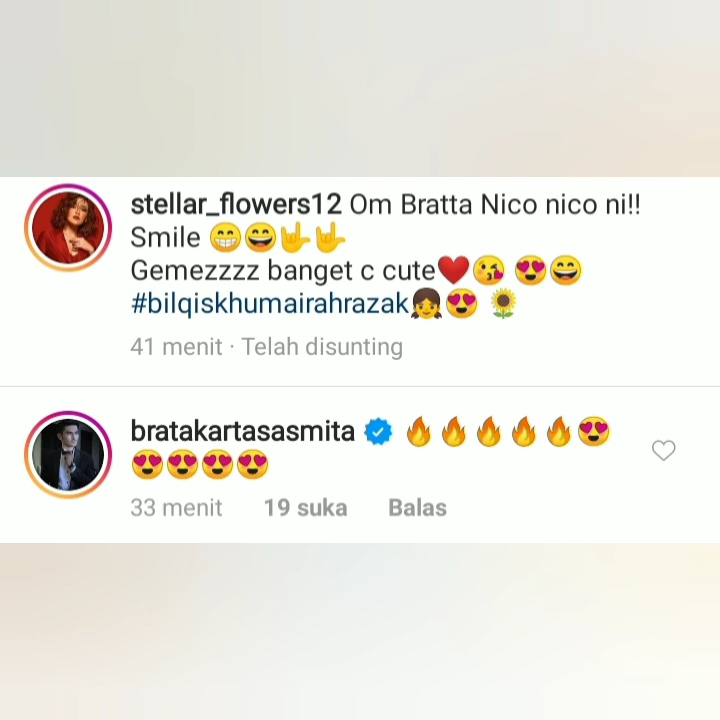 stellar_flowers12 Om Bratta Nico nico ni!!
Smile 😁😄🤟🤟
Gemezzzz banget c cute❤️😘 😍😄
#bilqiskhumairahrazak👧😍 🌻
41 menit · Telah disunting
bratakartasasmita 🔥🔥🔥🔥🔥😍
😍😍😍😍
33 menit 19 suka Balas